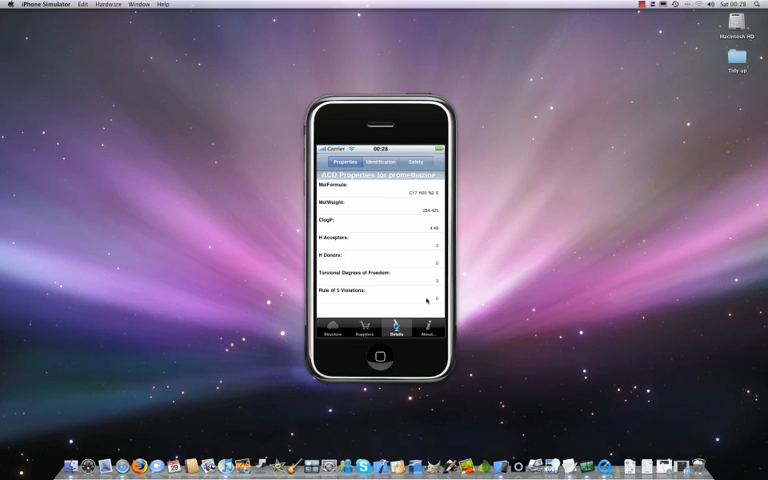 iPhone Simulator Edit Hardware Window Help
Sat 00:28
Macintosh HD
Tidy up
Carrier 00:28
Properties Identification Safety
ACD Properties for promethazine
MolFormula:
C17 H20 N2 S
MolWeight:
284.425
ClogP:
4.49
H Acceptors:
2
H Donors:
0
Torsional Degrees of Freedom:
3
Rule of 5 Violations:
0
Structure Suppliers Details About...